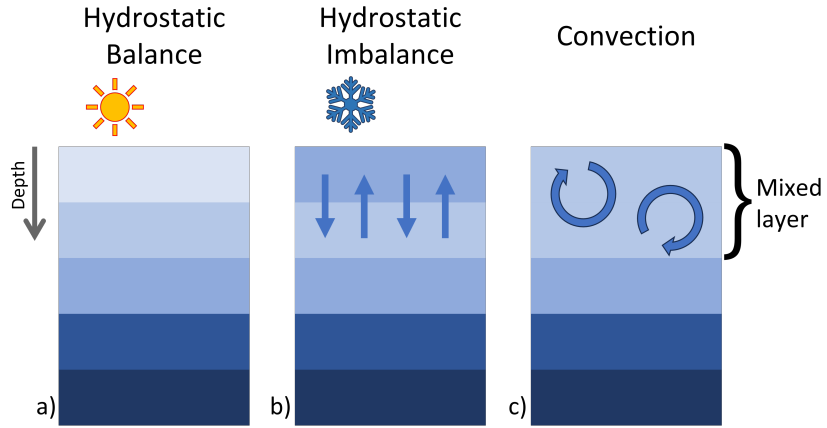 Hydrostatic
Balance
Hydrostatic
Imbalance
Convection
Depth
Mixed
layer
a)
b)
c)